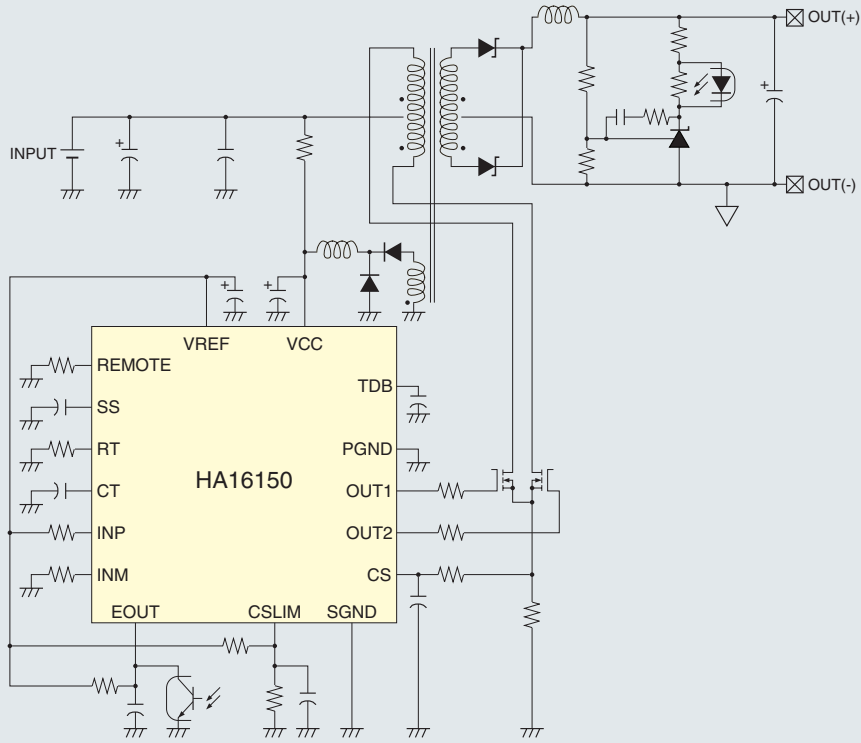 OUT(+)
INPUT
+
+
OUT(-)
+
+
VREF
VCC
REMOTE
TDB
SS
RT
PGND
HA16150
CT
OUT1
INP
OUT2
INM
CS
EOUT
CSLIM
SGND